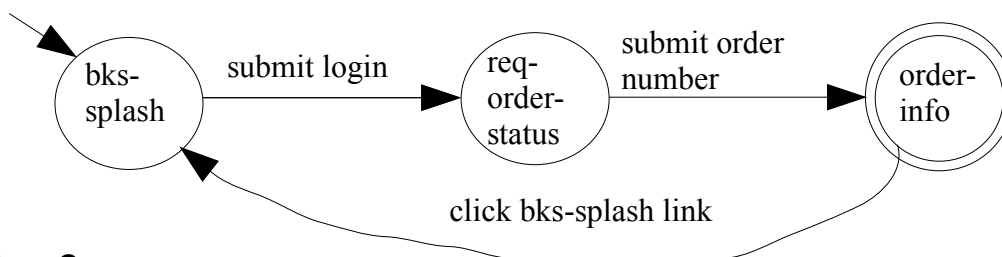 bks-
splash
submit login
req-
order-
status
submit order
number
order-
info
click bks-splash link